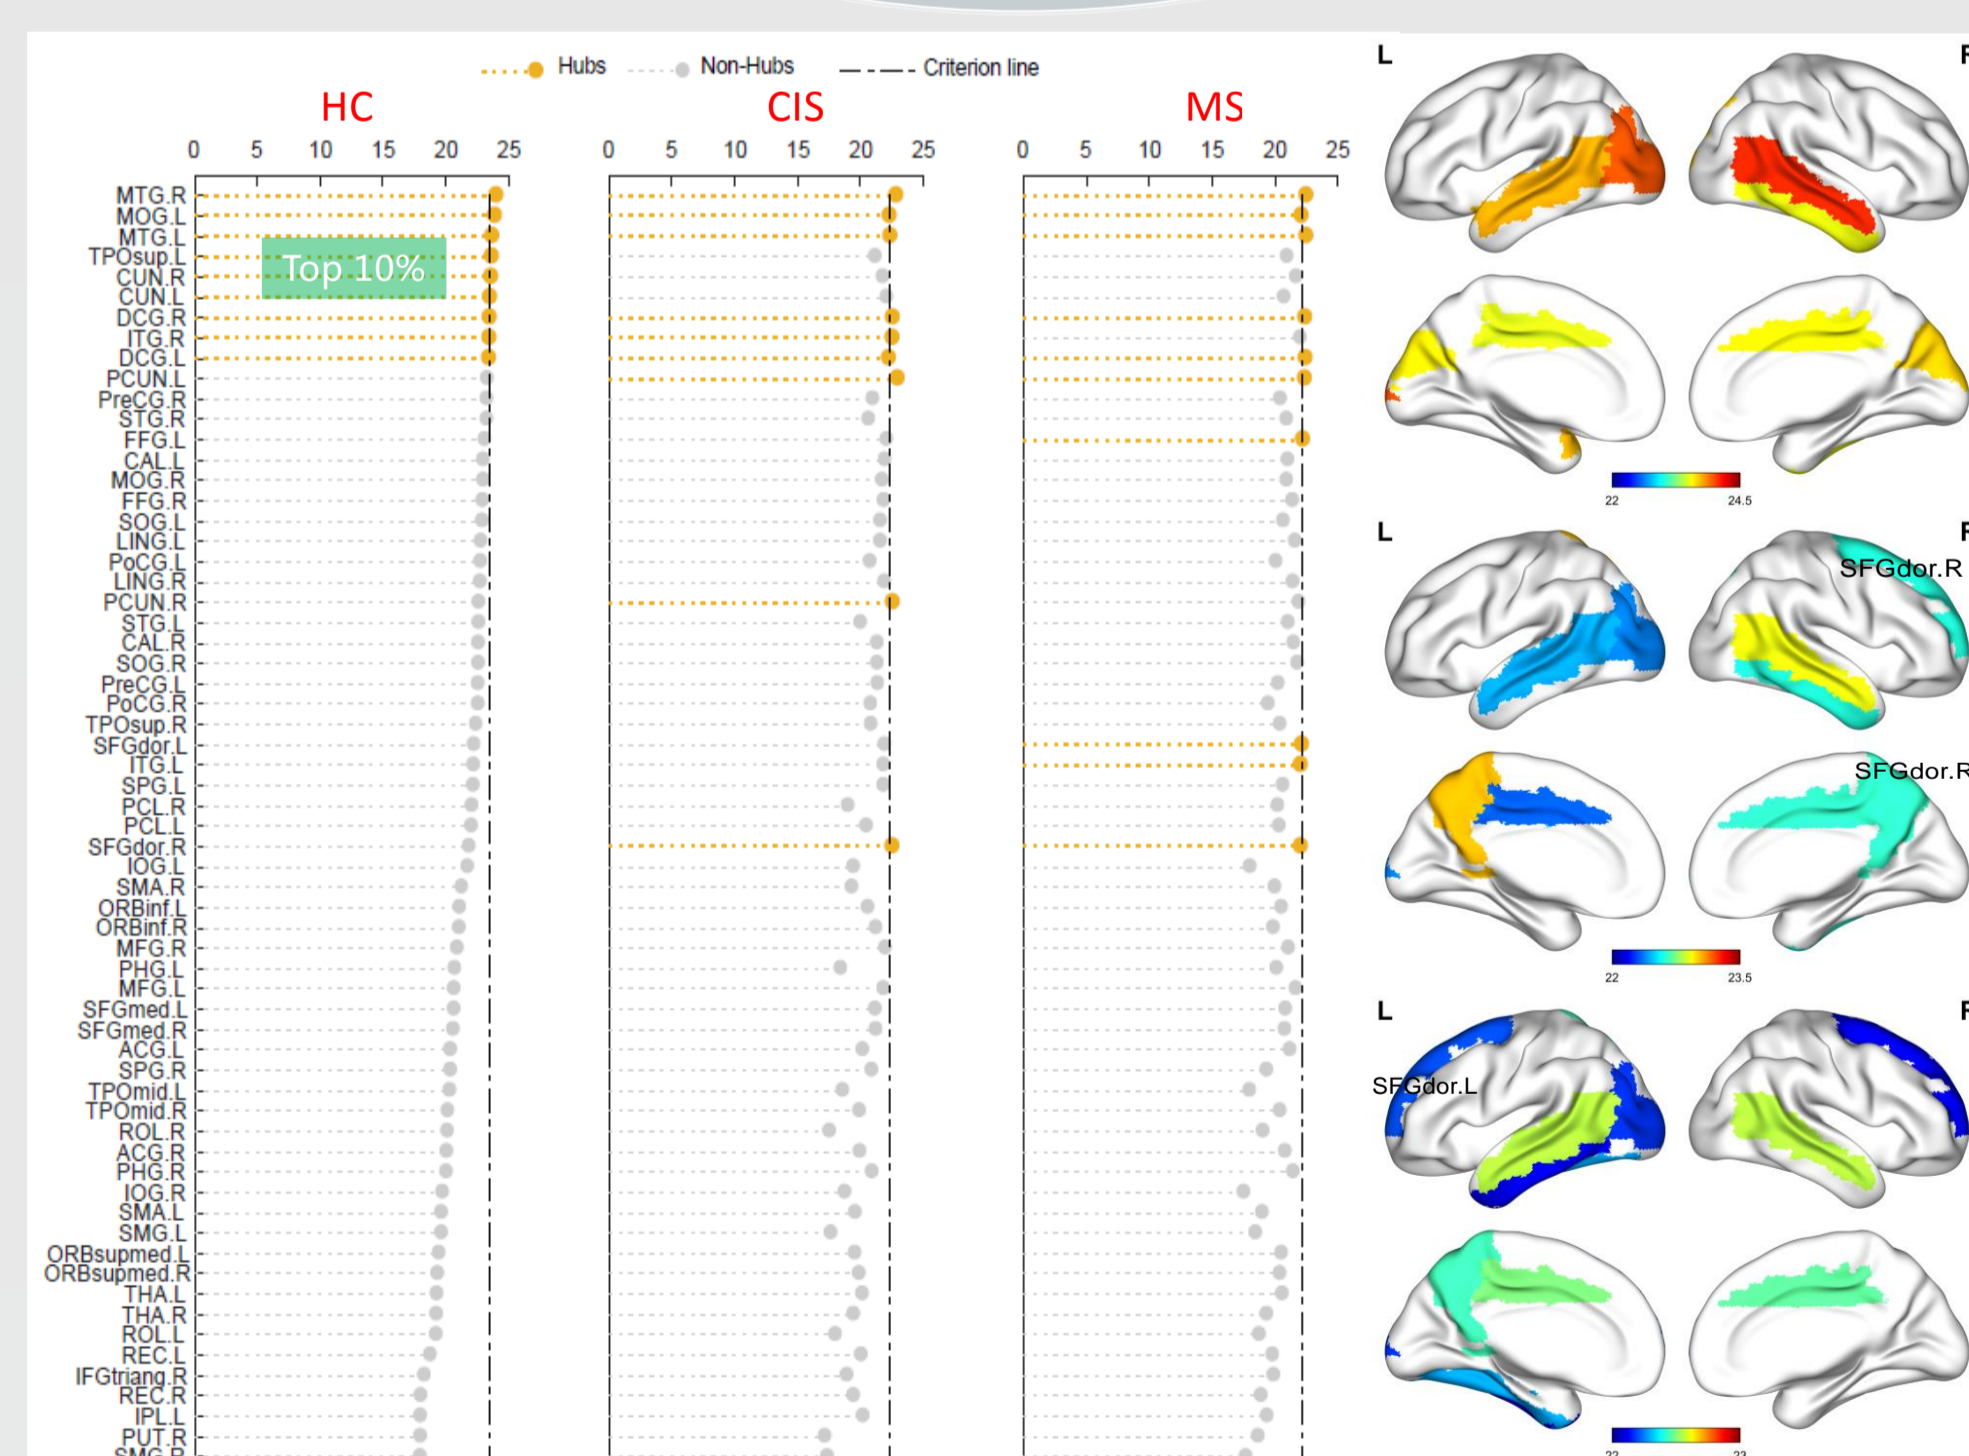 Hubs Non-Hubs Criterion line
HC CIS MS
0 5 10 15 20 25 0 5 10 15 20 25 0 5 10 15 20 25
MTG.R
MOG.L
MTG.L
TPOsup.L
CUN.R
CUN.L
Top 10%
DCG.R
ITG.R
DCG.L
PCUN.L
PreCG.R
STG.R
FFG.L
CAL.L
MOG.R
FFG.R
SOG.L
LING.L
PoCG.L
LING.R
PCUN.R
STG.L
CAL.R
SOG.R
PreCG.L
PoCG.R
TPOsup.R
SFGdor.L
ITG.L
SPG.L
PCL.R
PCL.L
SFGdor.R
IOG.L
SMA.R
ORBinf.L
ORBinf.R
MFG.R
PHG.L
MFG.L
SFGmed.L
SFGmed.R
ACG.L
SPG.R
TPOmid.L
TPOmid.R
ROL.R
ACG.R
PHG.R
IOG.R
SMA.L
SMG.L
ORBsupmed.L
ORBsupmed.R
THA.L
THA.R
ROL.L
REC.L
IFGtriang.R
REC.R
IPL.L
PUT.R
SMG.R
L R
22 24.5
L R
SFGdor.R
SFGdor.R
22 23.5
L R
SFGdor.L
22 23